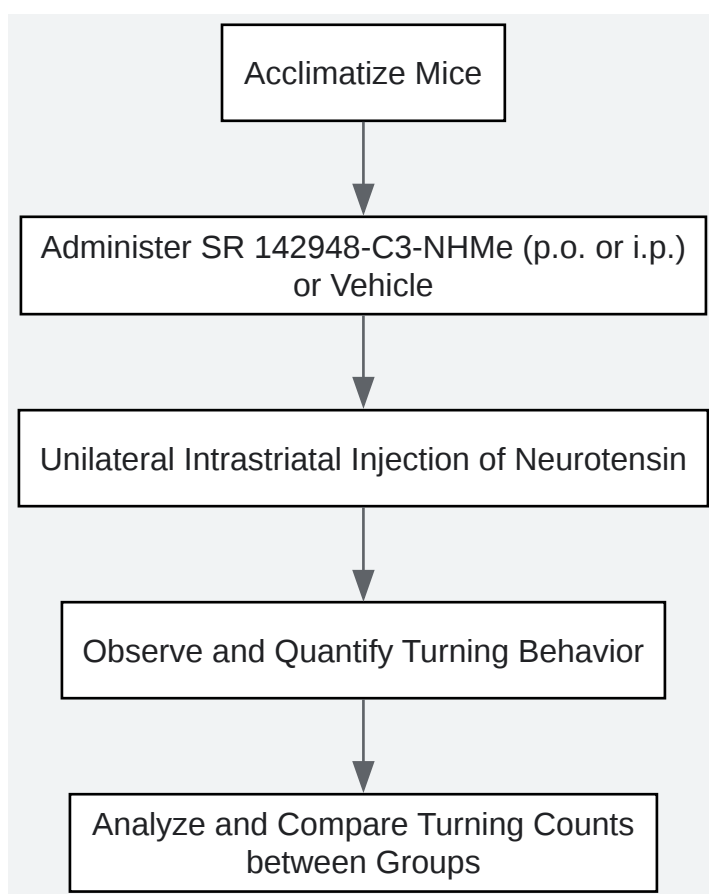 Acclimatize Mice
Administer SR 142948-C3-NHMe (p.o. or i.p.)
or Vehicle
Unilateral Intrastriatal Injection of Neurotensin
Observe and Quantify Turning Behavior
Analyze and Compare Turning Counts
between Groups